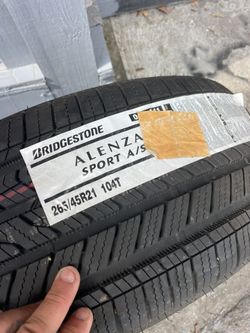 BRIDGESTONE
ALENZA
SPORT A/S
265/45R21 104T